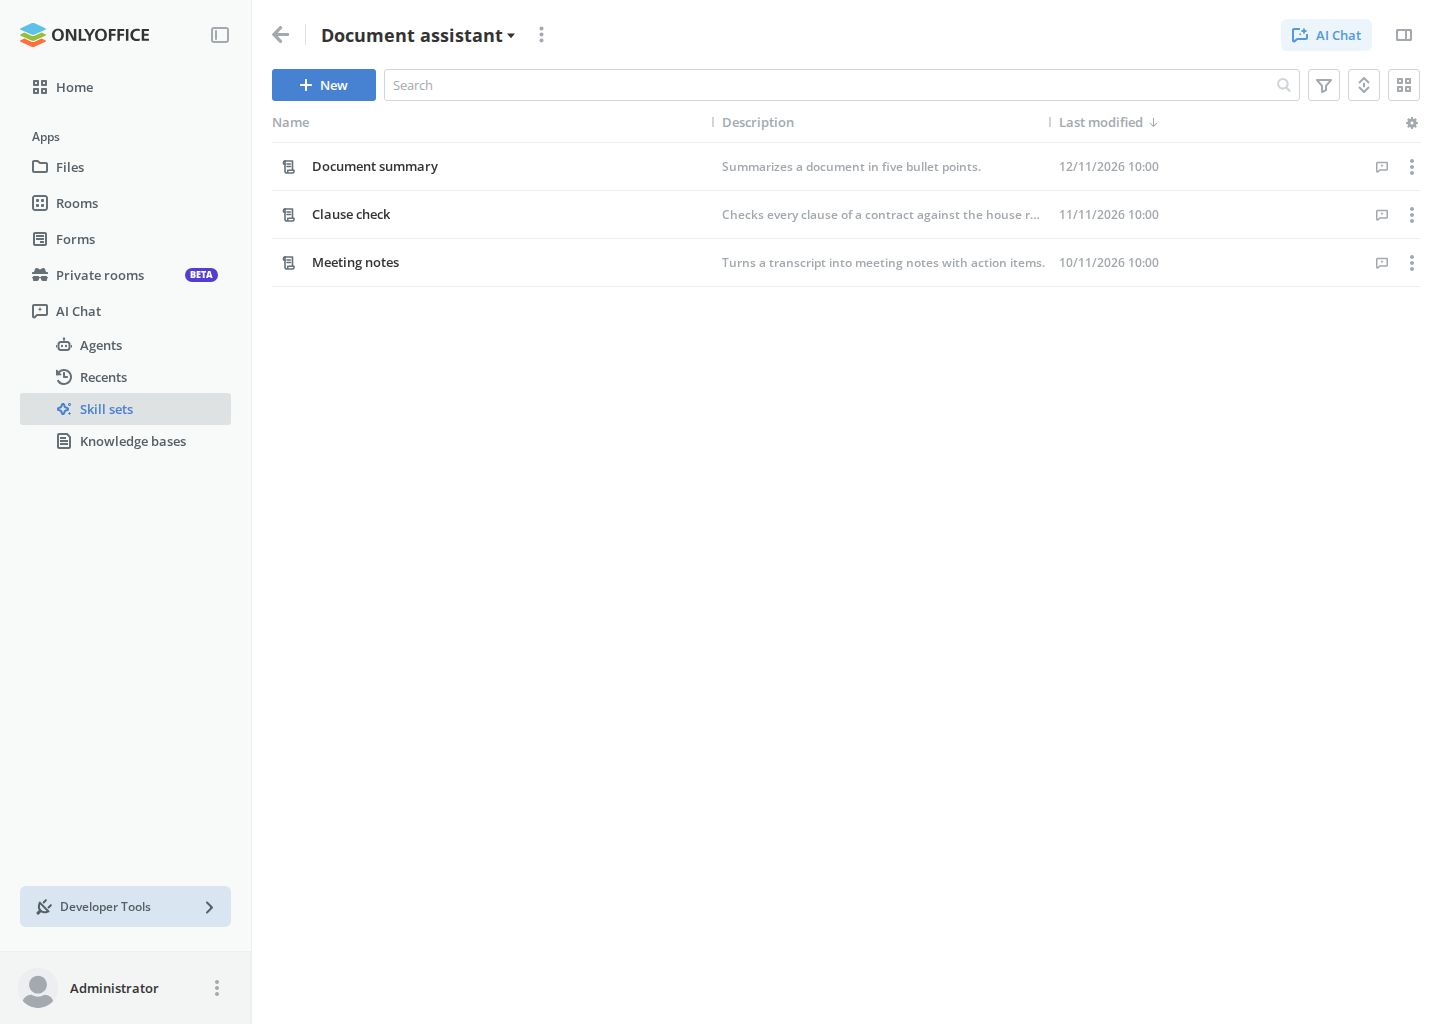 ONLYOFFICE
Document assistant
AI Chat
Home
New
Search
Name
Description
Last modified
Apps
Files
Rooms
Forms
Private rooms
BETA
AI Chat
Agents
Recents
Skill sets
Knowledge bases
Document summary
Summarizes a document in five bullet points.
12/11/2026 10:00
Clause check
Checks every clause of a contract against the house r...
11/11/2026 10:00
Meeting notes
Turns a transcript into meeting notes with action items.
10/11/2026 10:00
Developer Tools
Administrator